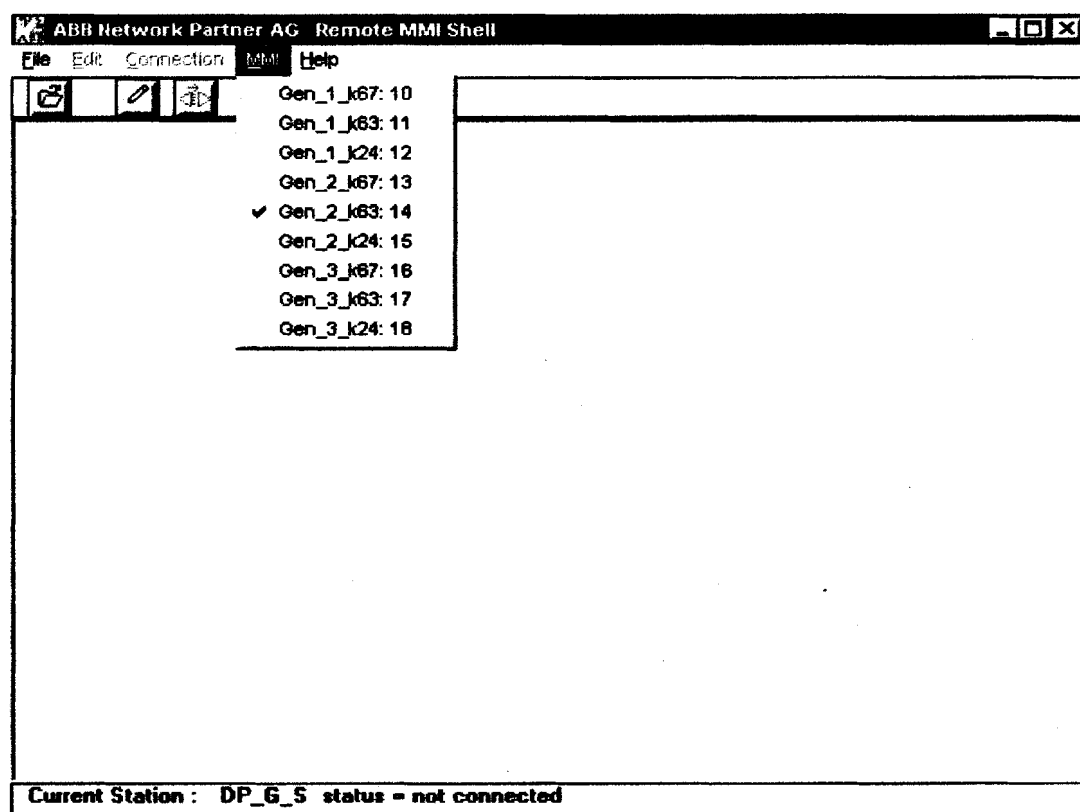 ABB Network Partner AG Remote MMI Shell
File Edit Connection MMI Help
Gen_1_k67: 10
Gen_1_k63: 11
Gen_1_k24: 12
Gen_2_k67: 13
Gen_2_k63: 14
Gen_2_k24: 15
Gen_3_k67: 16
Gen_3_k63: 17
Gen_3_k24: 18
Current Station : DP_G_S status = not connected